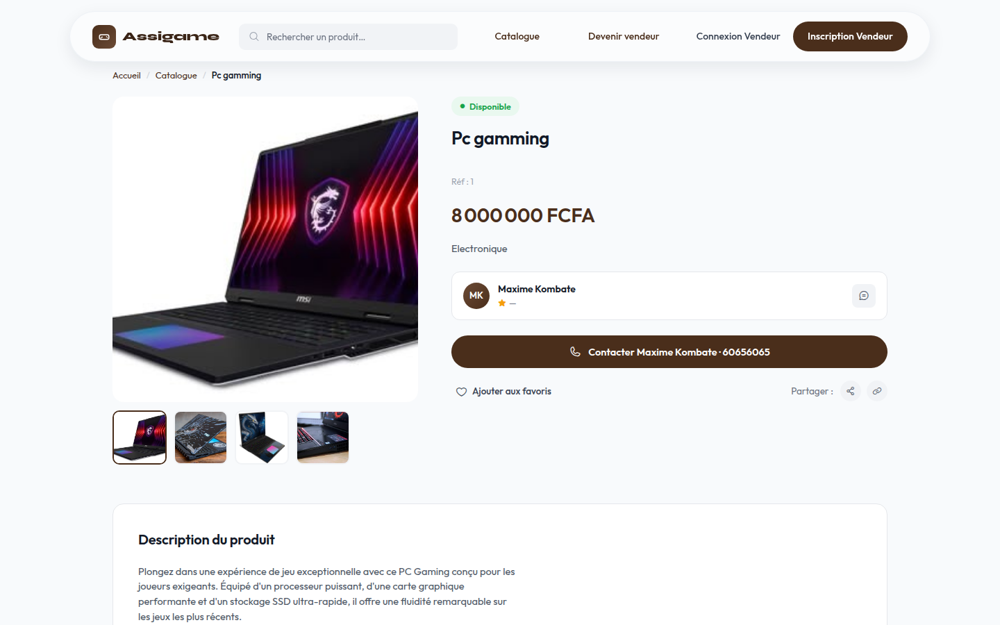 Assigame
Rechercher un produit...
Catalogue
Devenir vendeur
Connexion Vendeur
Inscription Vendeur
Accueil / Catalogue / Pc gamming
Disponible
Pc gamming
Réf : 1
8 000 000 FCFA
Electronique
MK
Maxime Kombate
—
Contacter Maxime Kombate · 60656065
Ajouter aux favoris
Partager :
msi
Description du produit
Plongez dans une expérience de jeu exceptionnelle avec ce PC Gaming conçu pour les
joueurs exigeants. Équipé d'un processeur puissant, d'une carte graphique
performante et d'un stockage SSD ultra-rapide, il offre une fluidité remarquable sur
les jeux les plus récents.